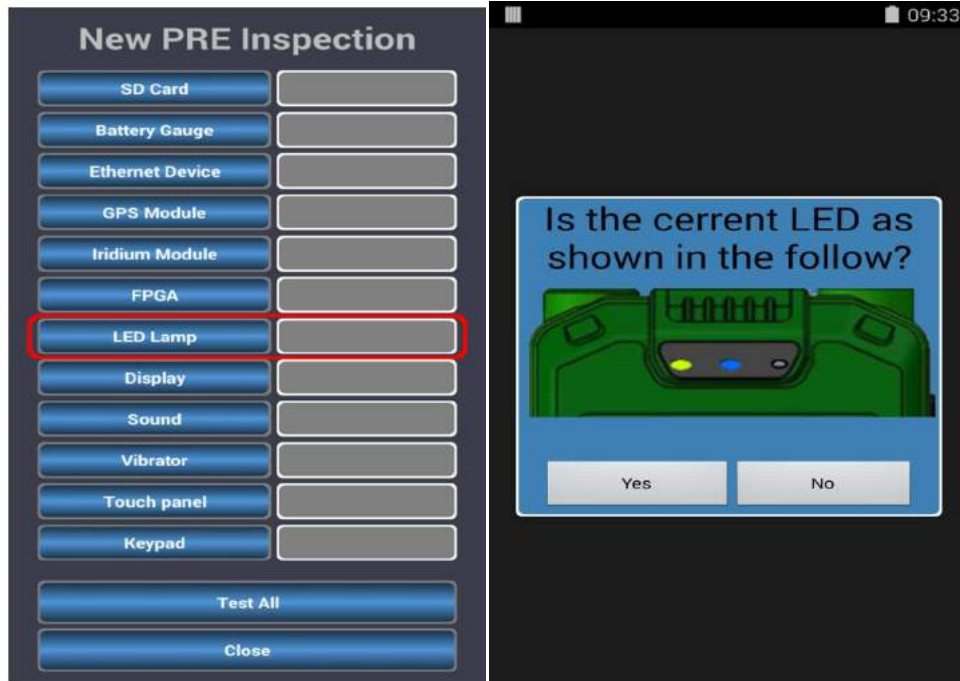 New PRE Inspection
SD Card
Battery Gauge
Ethernet Device
GPS Module
Iridium Module
FPGA
LED Lamp
Display
Sound
Vibrator
Touch panel
Keypad
Test All
Close
09:33
Is the cerrent LED as
shown in the follow?
Yes
No